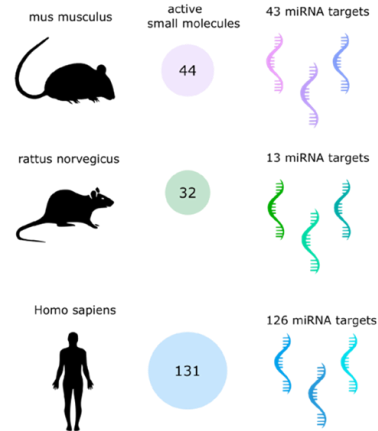 mus musculus
active
small molecules
43 miRNA targets
44
rattus norvegicus
13 miRNA targets
32
Homo sapiens
126 miRNA targets
131